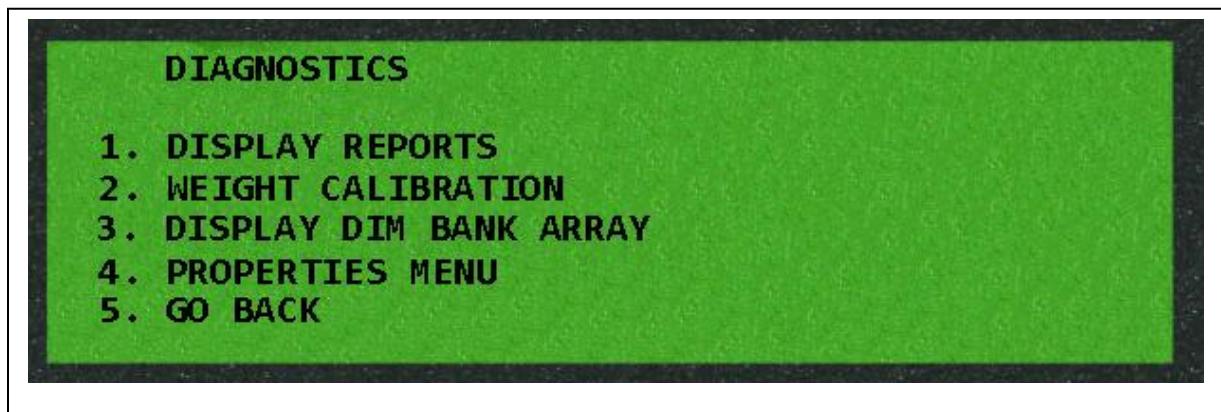 DIAGNOSTICS
1. DISPLAY REPORTS
2. WEIGHT CALIBRATION
3. DISPLAY DIM BANK ARRAY
4. PROPERTIES MENU
5. GO BACK